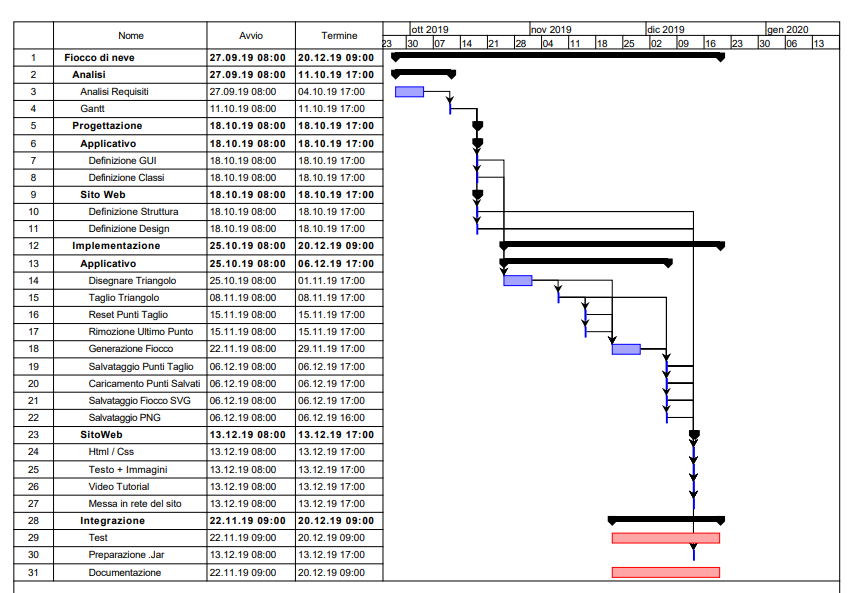 ott 2019 nov 2019 dic 2019 gen 2020
Nome Avvio Termine
23 30 07 14 21 28 04 11 18 25 02 09 16 23 30 06 13
1 Fiocco di neve 27.09.19 08:00 20.12.19 09:00
2 Analisi 27.09.19 08:00 11.10.19 17:00
3 Analisi Requisiti 27.09.19 08:00 04.10.19 17:00
4 Gantt 11.10.19 08:00 11.10.19 17:00
5 Progettazione 18.10.19 08:00 18.10.19 17:00
6 Applicativo 18.10.19 08:00 18.10.19 17:00
7 Definizione GUI 18.10.19 08:00 18.10.19 17:00
8 Definizione Classi 18.10.19 08:00 18.10.19 17:00
9 Sito Web 18.10.19 08:00 18.10.19 17:00
10 Definizione Struttura 18.10.19 08:00 18.10.19 17:00
11 Definizione Design 18.10.19 08:00 18.10.19 17:00
12 Implementazione 25.10.19 08:00 20.12.19 09:00
13 Applicativo 25.10.19 08:00 06.12.19 17:00
14 Disegnare Triangolo 25.10.19 08:00 01.11.19 17:00
15 Taglio Triangolo 08.11.19 08:00 08.11.19 17:00
16 Reset Punti Taglio 15.11.19 08:00 15.11.19 17:00
17 Rimozione Ultimo Punto 15.11.19 08:00 15.11.19 17:00
18 Generazione Fiocco 22.11.19 08:00 29.11.19 17:00
19 Salvataggio Punti Taglio 06.12.19 08:00 06.12.19 17:00
20 Caricamento Punti Salvati 06.12.19 08:00 06.12.19 17:00
21 Salvataggio Fiocco SVG 06.12.19 08:00 06.12.19 17:00
22 Salvataggio PNG 06.12.19 08:00 06.12.19 16:00
23 SitoWeb 13.12.19 08:00 13.12.19 17:00
24 Html / Css 13.12.19 08:00 13.12.19 17:00
25 Testo + Immagini 13.12.19 08:00 13.12.19 17:00
26 Video Tutorial 13.12.19 08:00 13.12.19 17:00
27 Messa in rete del sito 13.12.19 08:00 13.12.19 17:00
28 Integrazione 22.11.19 09:00 20.12.19 09:00
29 Test 22.11.19 09:00 20.12.19 09:00
30 Preparazione .Jar 13.12.19 08:00 13.12.19 17:00
31 Documentazione 22.11.19 09:00 20.12.19 09:00